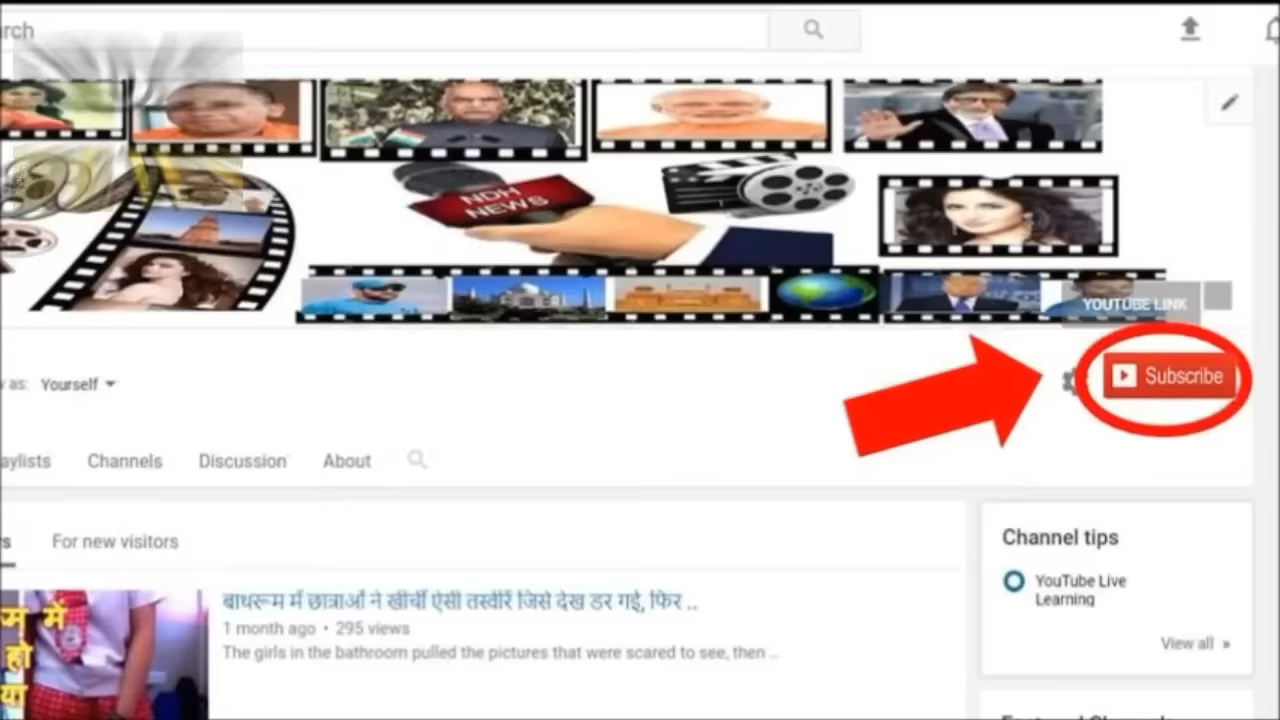 rch
NDH
NEWS
YOUTUBE LINK
as: Yourself
Subscribe
aylists Channels Discussion About
s For new visitors
Channel tips
YouTube Live
Learning
View all »
बाथरूम में छात्राओं ने खींचीं ऐसी तस्वीरें जिसे देख डर गई, फिर ..
1 month ago • 295 views
The girls in the bathroom pulled the pictures that were scared to see, then ...
म में
हो
या